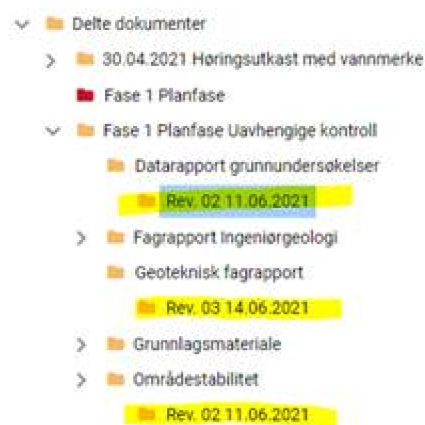 Delte dokumenter
30.04.2021 Høringsutkast med vannmerke
Fase 1 Planfase
Fase 1 Planfase Uavhengige kontroll
Datarapport grunnundersøkelser
Rev. 02 11.06.2021
Fagrapport Ingeniørgeologi
Geoteknisk fagrapport
Rev. 03 14.06.2021
Grunnlagsmateriale
Områdestabilitet
Rev. 02 11.06.2021